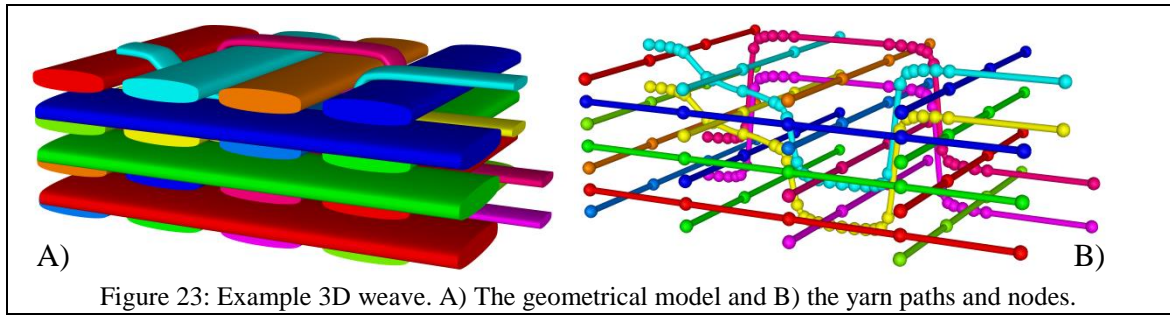 A)
B)
Figure 23: Example 3D weave. A) The geometrical model and B) the yarn paths and nodes.